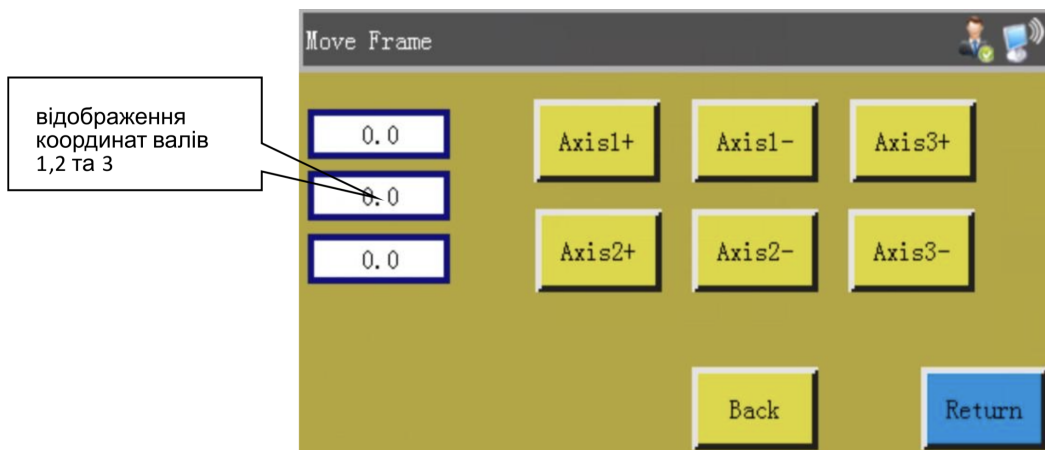 Move Frame
відображення
координат валів
1,2 та 3
0.0
0.0
0.0
Axis1+
Axis1-
Axis3+
Axis2+
Axis2-
Axis3-
Back
Return